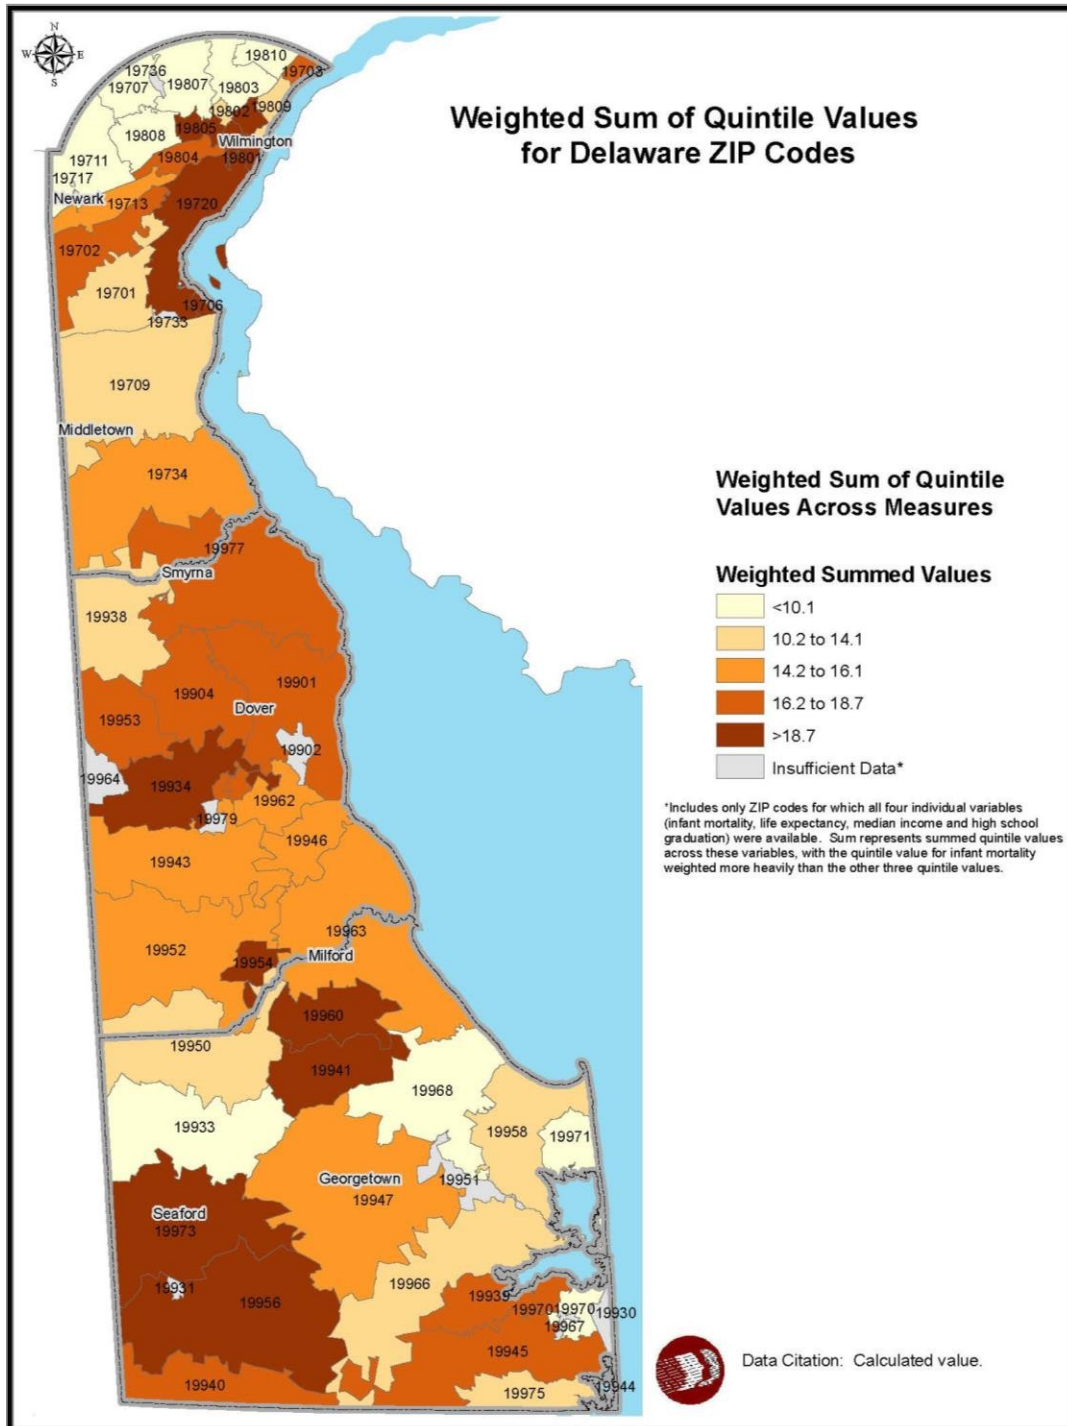 N
W E
S
Weighted Sum of Quintile Values
for Delaware ZIP Codes
19810
19736
19703
19707
19807
19803
19802
19809
19805
19808
Wilmington
19711
19804
19801
19717
Newark
19713
19720
19702
19701
19706
19733
19709
Middletown
19734
19977
Smyrna
19938
19904
19901
Dover
19953
19902
19964
19934
19962
19979
19946
19943
19963
19952
Milford
19954
19960
19950
19941
19968
19933
19958
19971
Georgetown
19951
19947
Seaford
19973
19966
19931
19956
19939
19970
19970
19930
19967
19945
19940
19975
19944
Weighted Sum of Quintile
Values Across Measures
Weighted Summed Values
<10.1
10.2 to 14.1
14.2 to 16.1
16.2 to 18.7
>18.7
Insufficient Data*
*Includes only ZIP codes for which all four individual variables
(infant mortality, life expectancy, median income and high school
graduation) were available. Sum represents summed quintile values
across these variables, with the quintile value for infant mortality
weighted more heavily than the other three quintile values.
Data Citation: Calculated value.